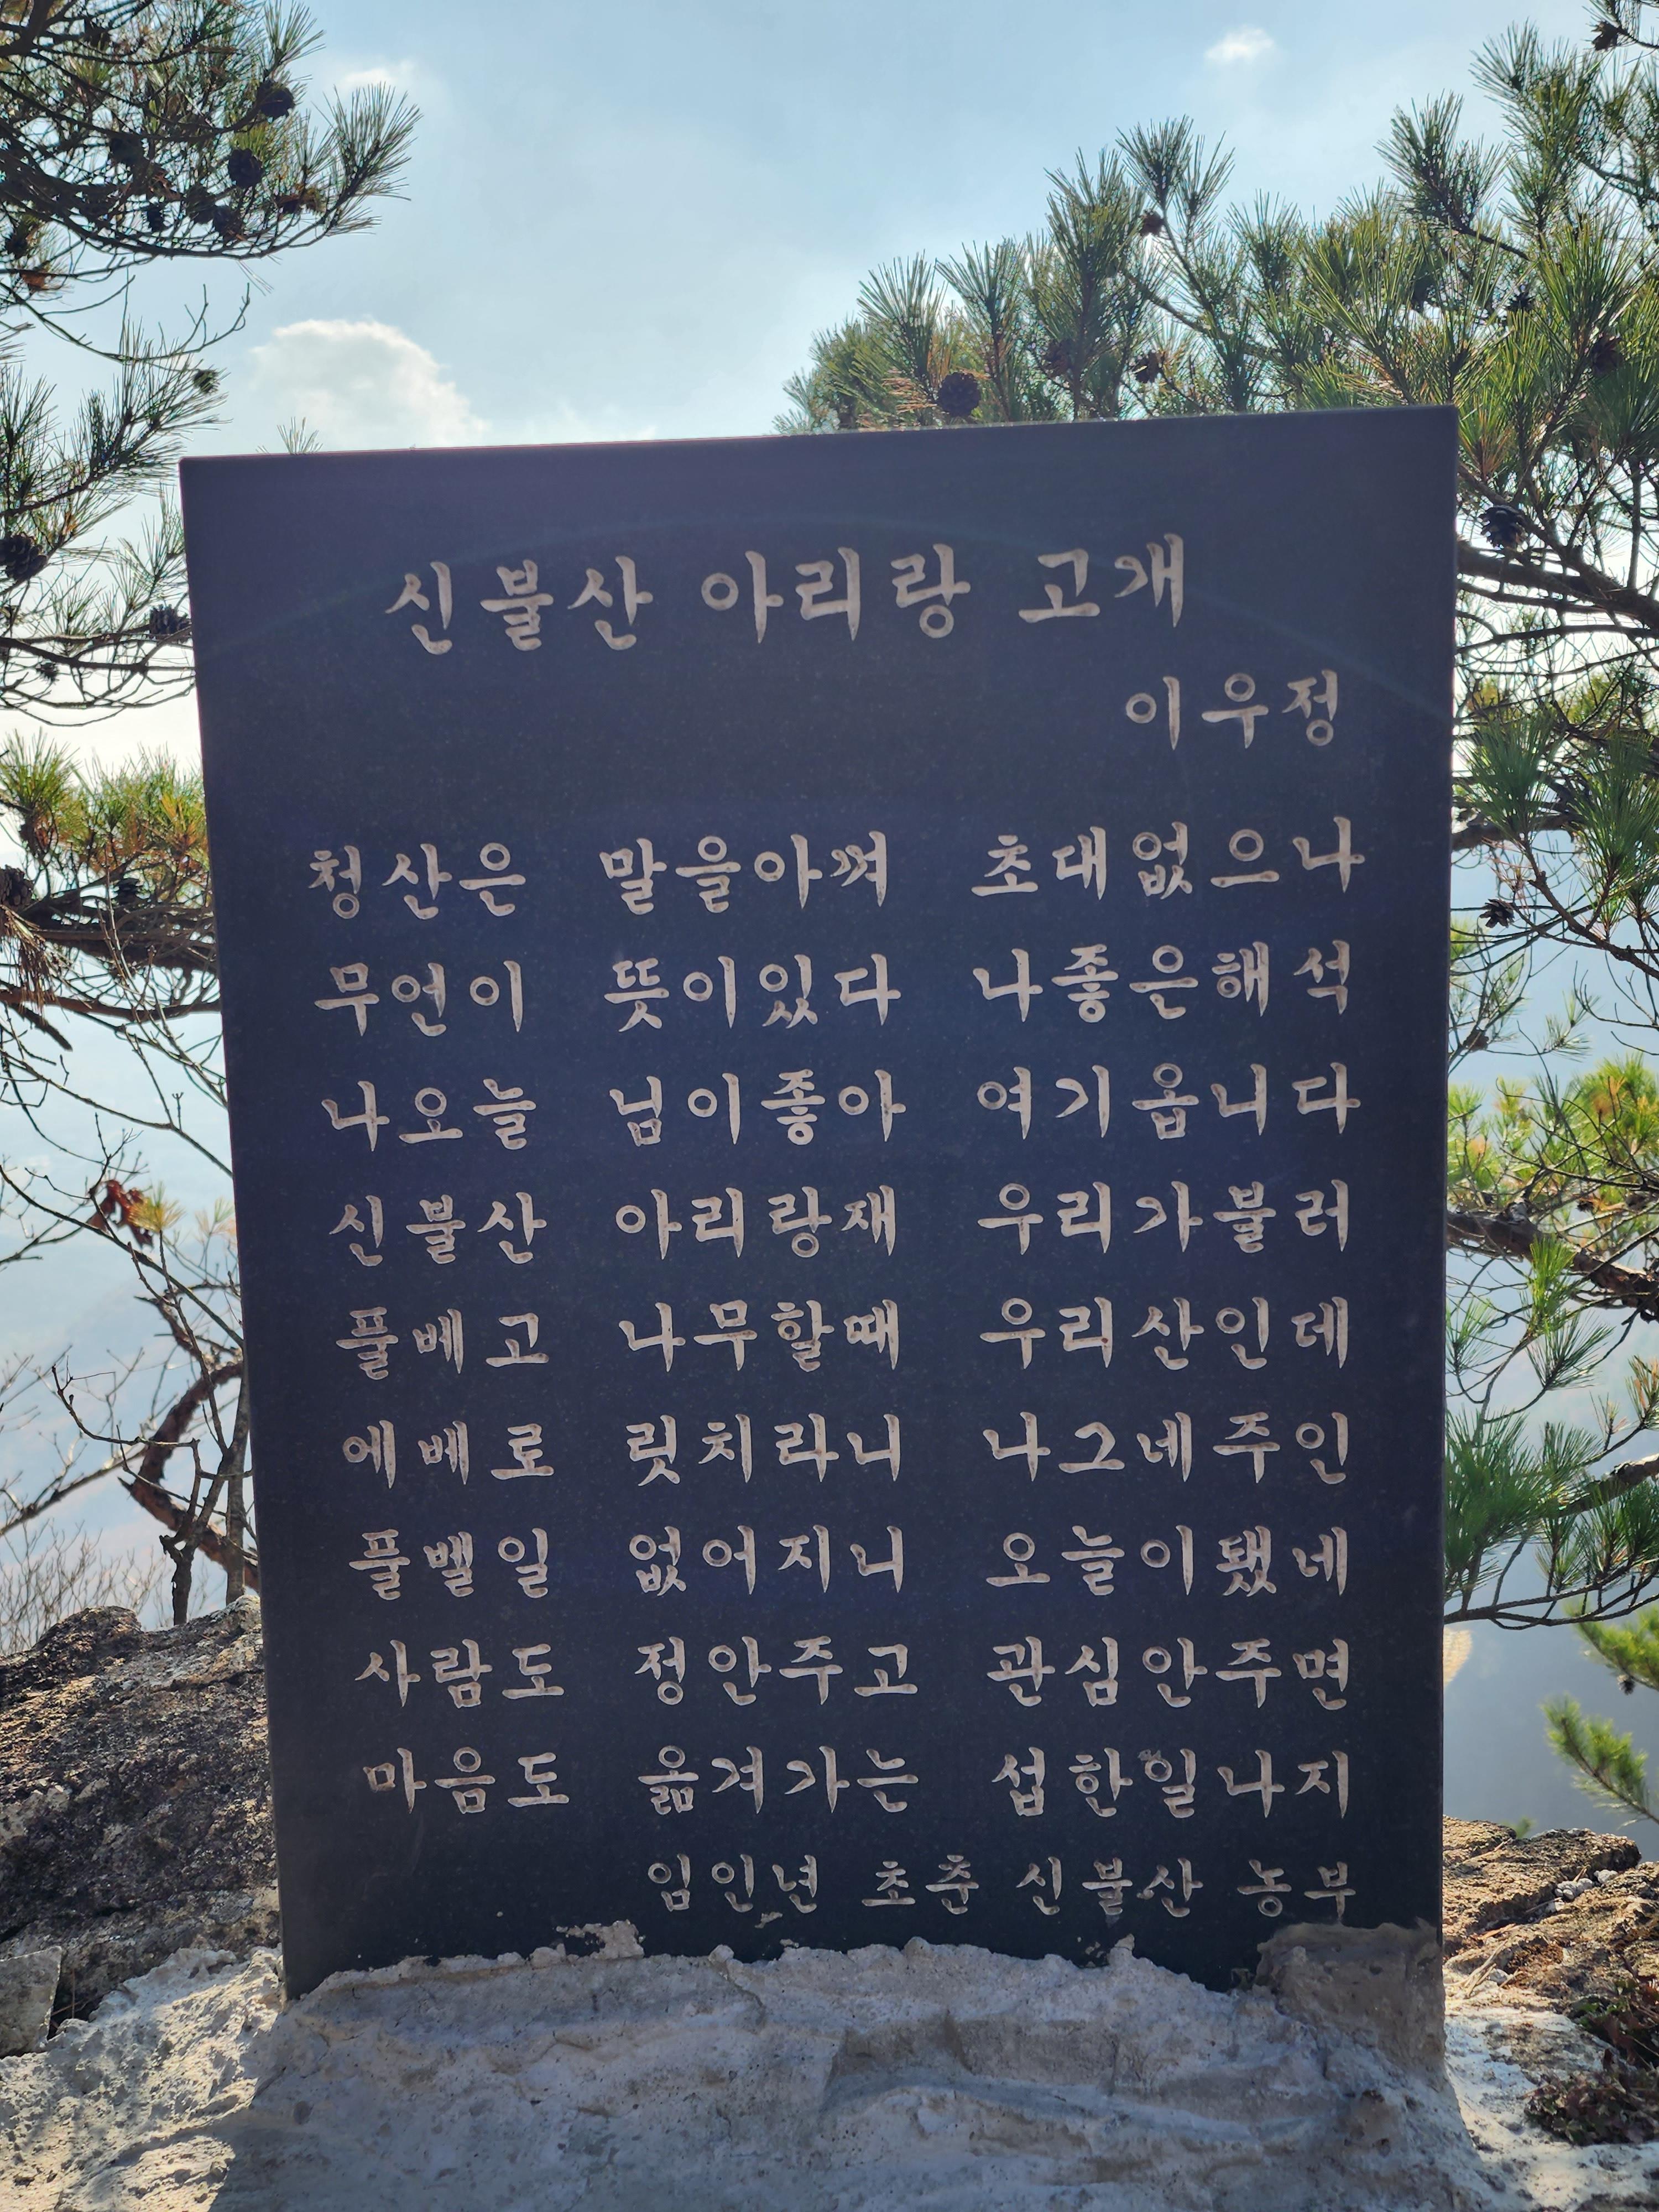 신불산 아리랑 고개
이우정
청산은 말을아껴 초대없으나
무언이 뜻이있다 나좋은해석
나오늘 님이좋아 여기옵니다
신불산 아리랑재 우리가불러
풀베고 나무할때 우리산인데
에베로 릿치라니 나그네주인
풀벨일 없어지니 오늘이됐네
사람도 정안주고 관심안주면
마음도 옮겨가는 섭한일나지
임인년 초춘 신불산 농부